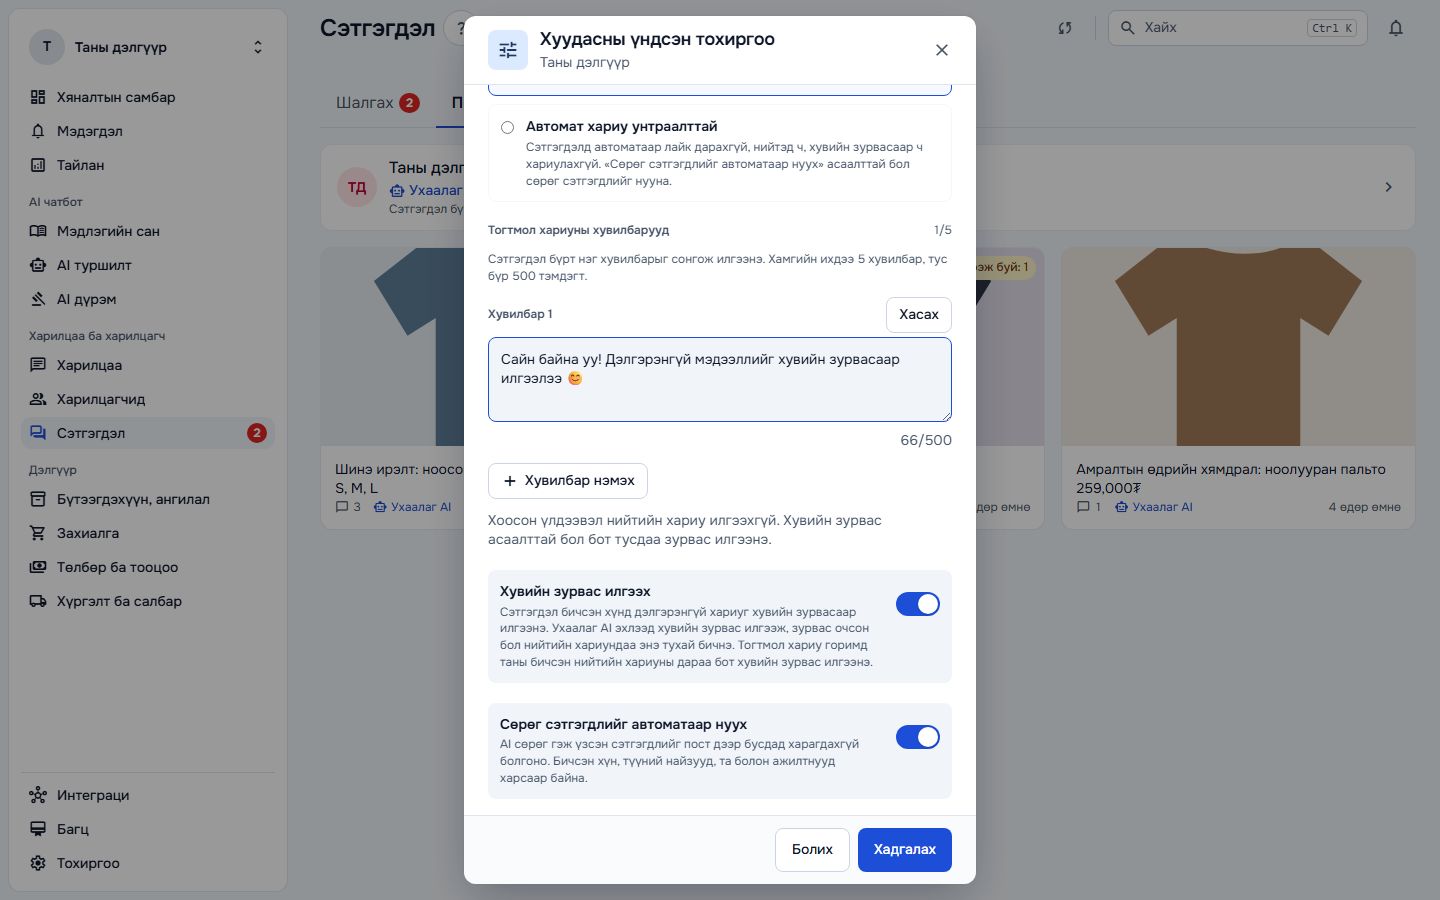 Т
Таны дэлгүүр
Хяналтын самбар
Мэдэгдэл
Тайлан
AI чатбот
Мэдлэгийн сан
AI туршилт
AI дүрэм
Харилцаа ба харилцагч
Харилцаа
Харилцагчид
Сэтгэгдэл
2
Дэлгүүр
Бүтээгдэхүүн, ангилал
Захиалга
Төлбөр ба тооцоо
Хүргэлт ба салбар
Интеграци
Багц
Тохиргоо
Сэтгэгдэл
?
Хайх
Ctrl K
Шалгах 2
П
ТД
Таны дэлг
Ухаалаг
Сэтгэгдэл бү
Шинэ ирэлт: ноосо
S, M, L
3 Ухаалаг AI
ээж буй: 1
дөр өмнө
Амралтын өдрийн хямдрал: ноолууран пальто
259,000₮
1 Ухаалаг AI
4 өдөр өмнө
Хуудасны үндсэн тохиргоо
Таны дэлгүүр
Автомат хариу унтраалттай
Сэтгэгдэлд автоматаар лайк дарахгүй, нийтэд ч, хувийн зурвасаар ч
хариулахгүй. «Сөрөг сэтгэгдлийг автоматаар нуух» асаалттай бол
сөрөг сэтгэгдлийг нууна.
Тогтмол хариуны хувилбарууд
1/5
Сэтгэгдэл бүрт нэг хувилбарыг сонгож илгээнэ. Хамгийн ихдээ 5 хувилбар, тус
бүр 500 тэмдэгт.
Хувилбар 1
Хасах
Сайн байна уу! Дэлгэрэнгүй мэдээллийг хувийн зурвасаар
илгээлээ 😊
66/500
Хувилбар нэмэх
Хоосон үлдээвэл нийтийн хариу илгээхгүй. Хувийн зурвас
асаалттай бол бот тусдаа зурвас илгээнэ.
Хувийн зурвас илгээх
Сэтгэгдэл бичсэн хүнд дэлгэрэнгүй хариуг хувийн зурвасаар
илгээнэ. Ухаалаг AI эхлээд хувийн зурвас илгээж, зурвас очсон
бол нийтийн хариундаа энэ тухай бичнэ. Тогтмол хариу горимд
таны бичсэн нийтийн хариуны дараа бот хувийн зурвас илгээнэ.
Сөрөг сэтгэгдлийг автоматаар нуух
AI сөрөг гэж үзсэн сэтгэгдлийг пост дээр бусдад харагдахгүй
болгоно. Бичсэн хүн, түүний найзууд, та болон ажилтнууд
харсаар байна.
Болих
Хадгалах